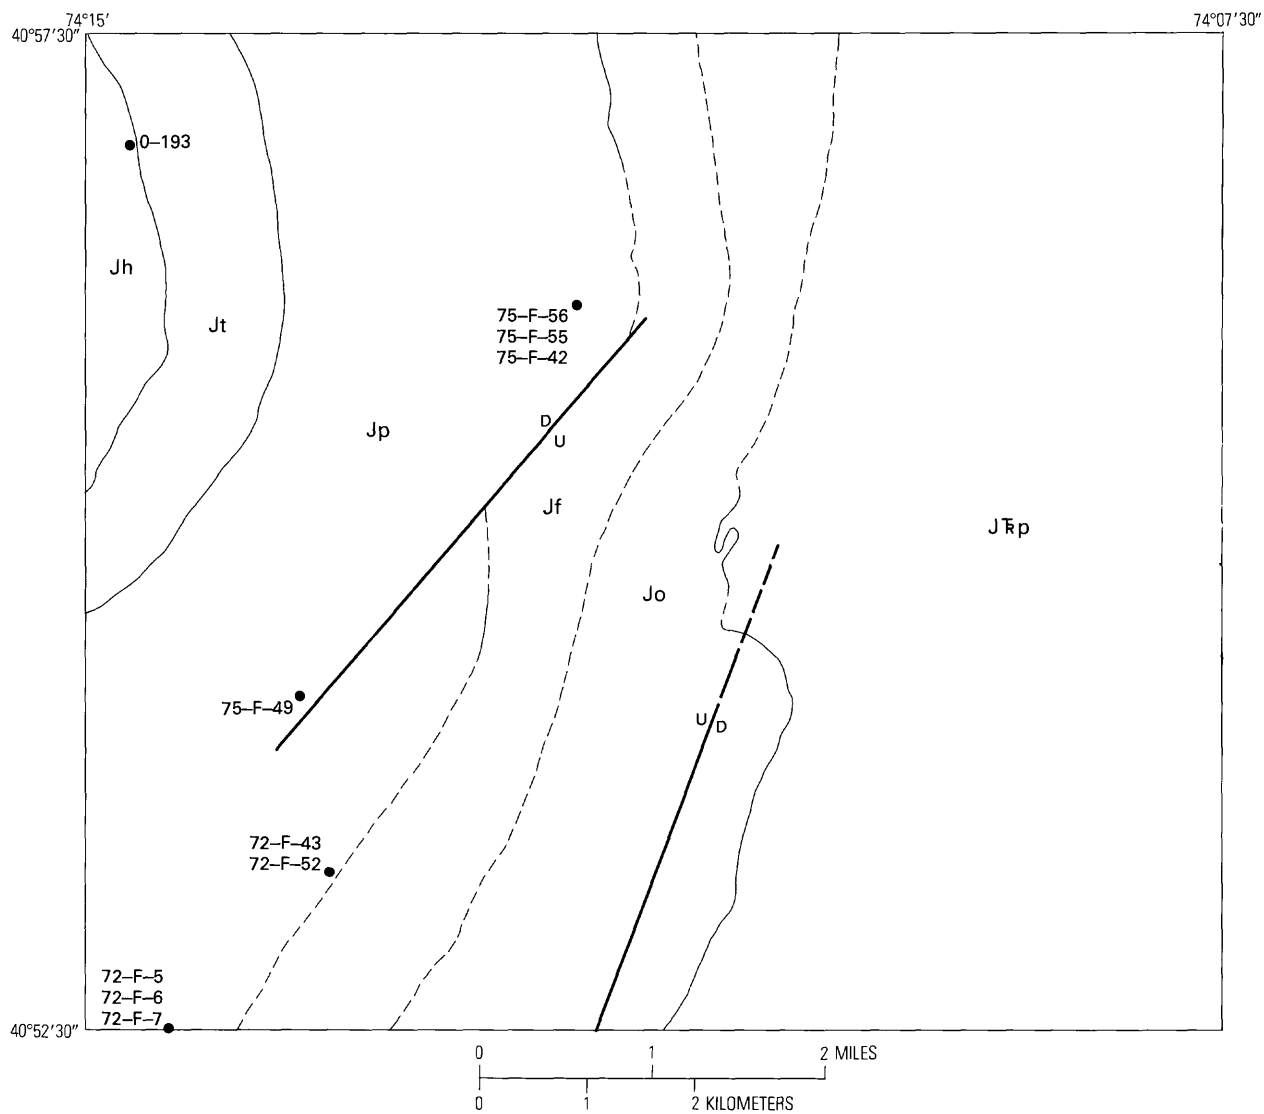 74°15'
74°07'30"
40°57'30"
0–193
Jh
Jt
75–F–56
75–F–55
75–F–42
D
U
Jp
Jf
JTRp
Jo
75–F–49
U
D
72–F–43
72–F–52
72–F–5
72–F–6
72–F–7
40°52'30"
0 1 2 MILES
0 1 2 KILOMETERS